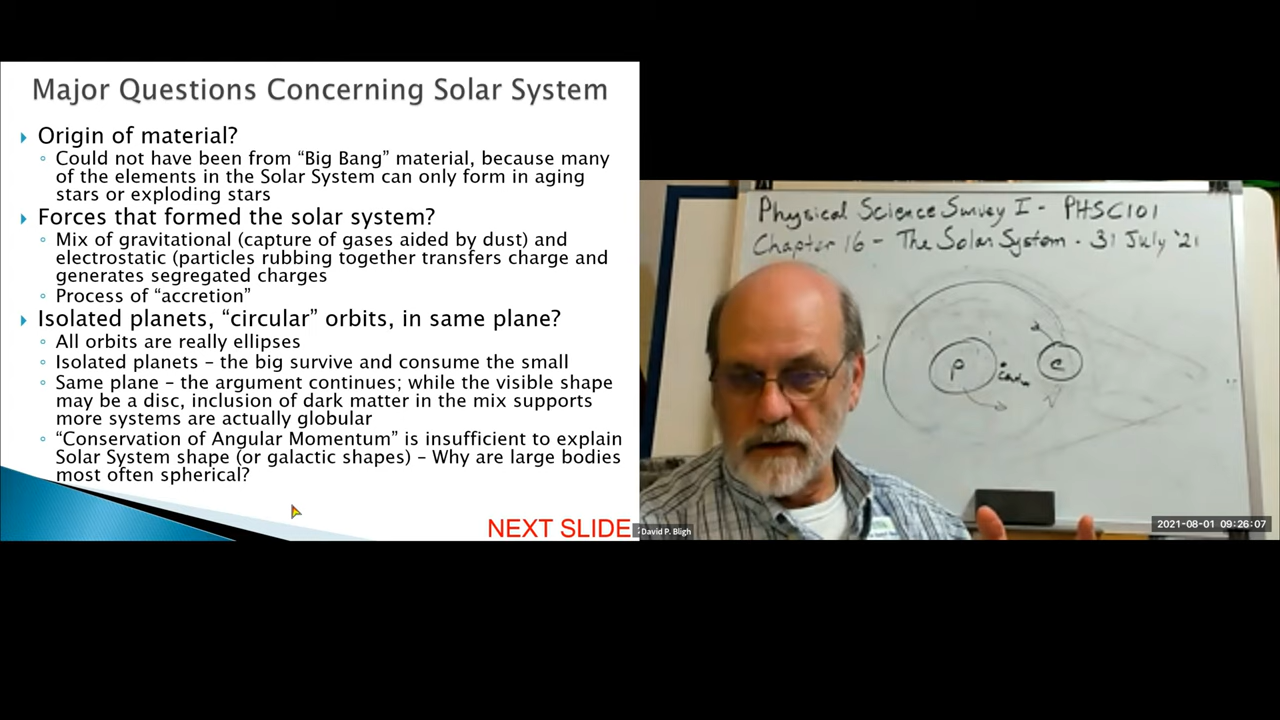 Major Questions Concerning Solar System
Origin of material?
Could not have been from “Big Bang” material, because many
of the elements in the Solar System can only form in aging
stars or exploding stars
Forces that formed the solar system?
Mix of gravitational (capture of gases aided by dust) and
electrostatic (particles rubbing together transfers charge and
generates segregated charges
Process of “accretion”
Isolated planets, “circular” orbits, in same plane?
All orbits are really ellipses
Isolated planets – the big survive and consume the small
Same plane – the argument continues; while the visible shape
may be a disc, inclusion of dark matter in the mix supports
more systems are actually globular
“Conservation of Angular Momentum” is insufficient to explain
Solar System shape (or galactic shapes) – Why are large bodies
most often spherical?
NEXT SLIDE
Physical Science Survey I - PHSC101
Chapter 16 - The Solar System - 31 July '21
P
C
David P. Bligh
2021-08-01 09:26:07